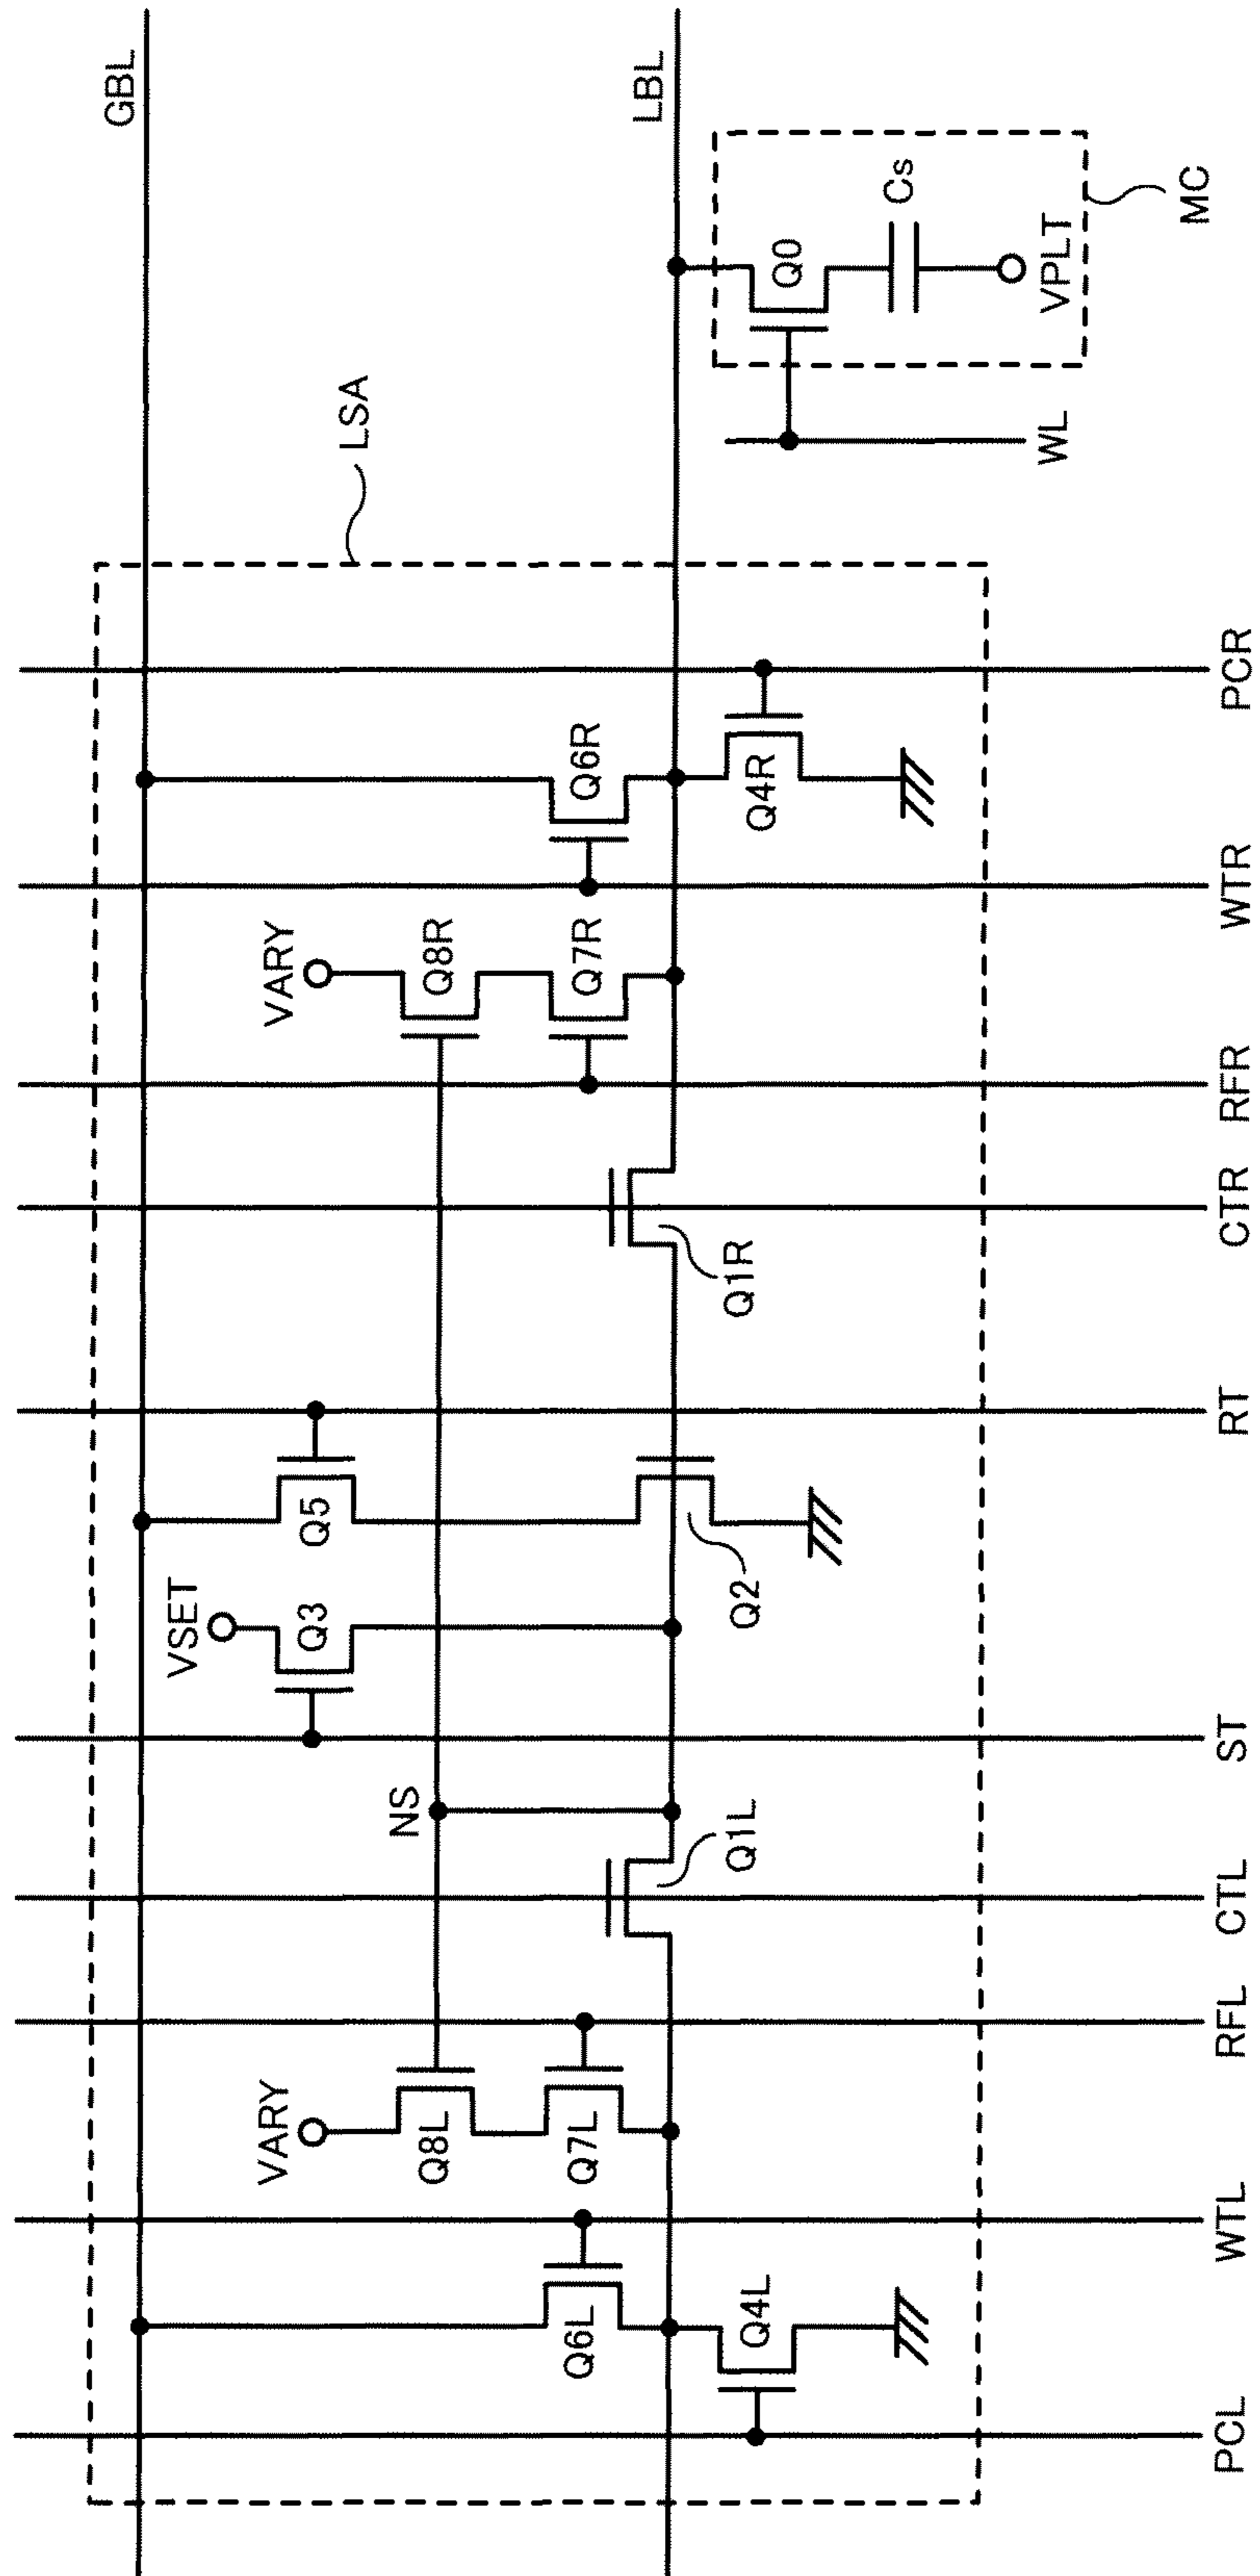 GBL
LBL
MC
Cs
Q0
VPLT
WL
LSA
PCR
Q6R
Q4R
WTR
VARY
Q8R
Q7R
RFR
CTR
Q1R
RT
Q5
Q2
VSET
Q3
ST
NS
Q1L
CTL
RFL
VARY
Q8L
Q7L
WTL
Q6L
Q4L
PCL